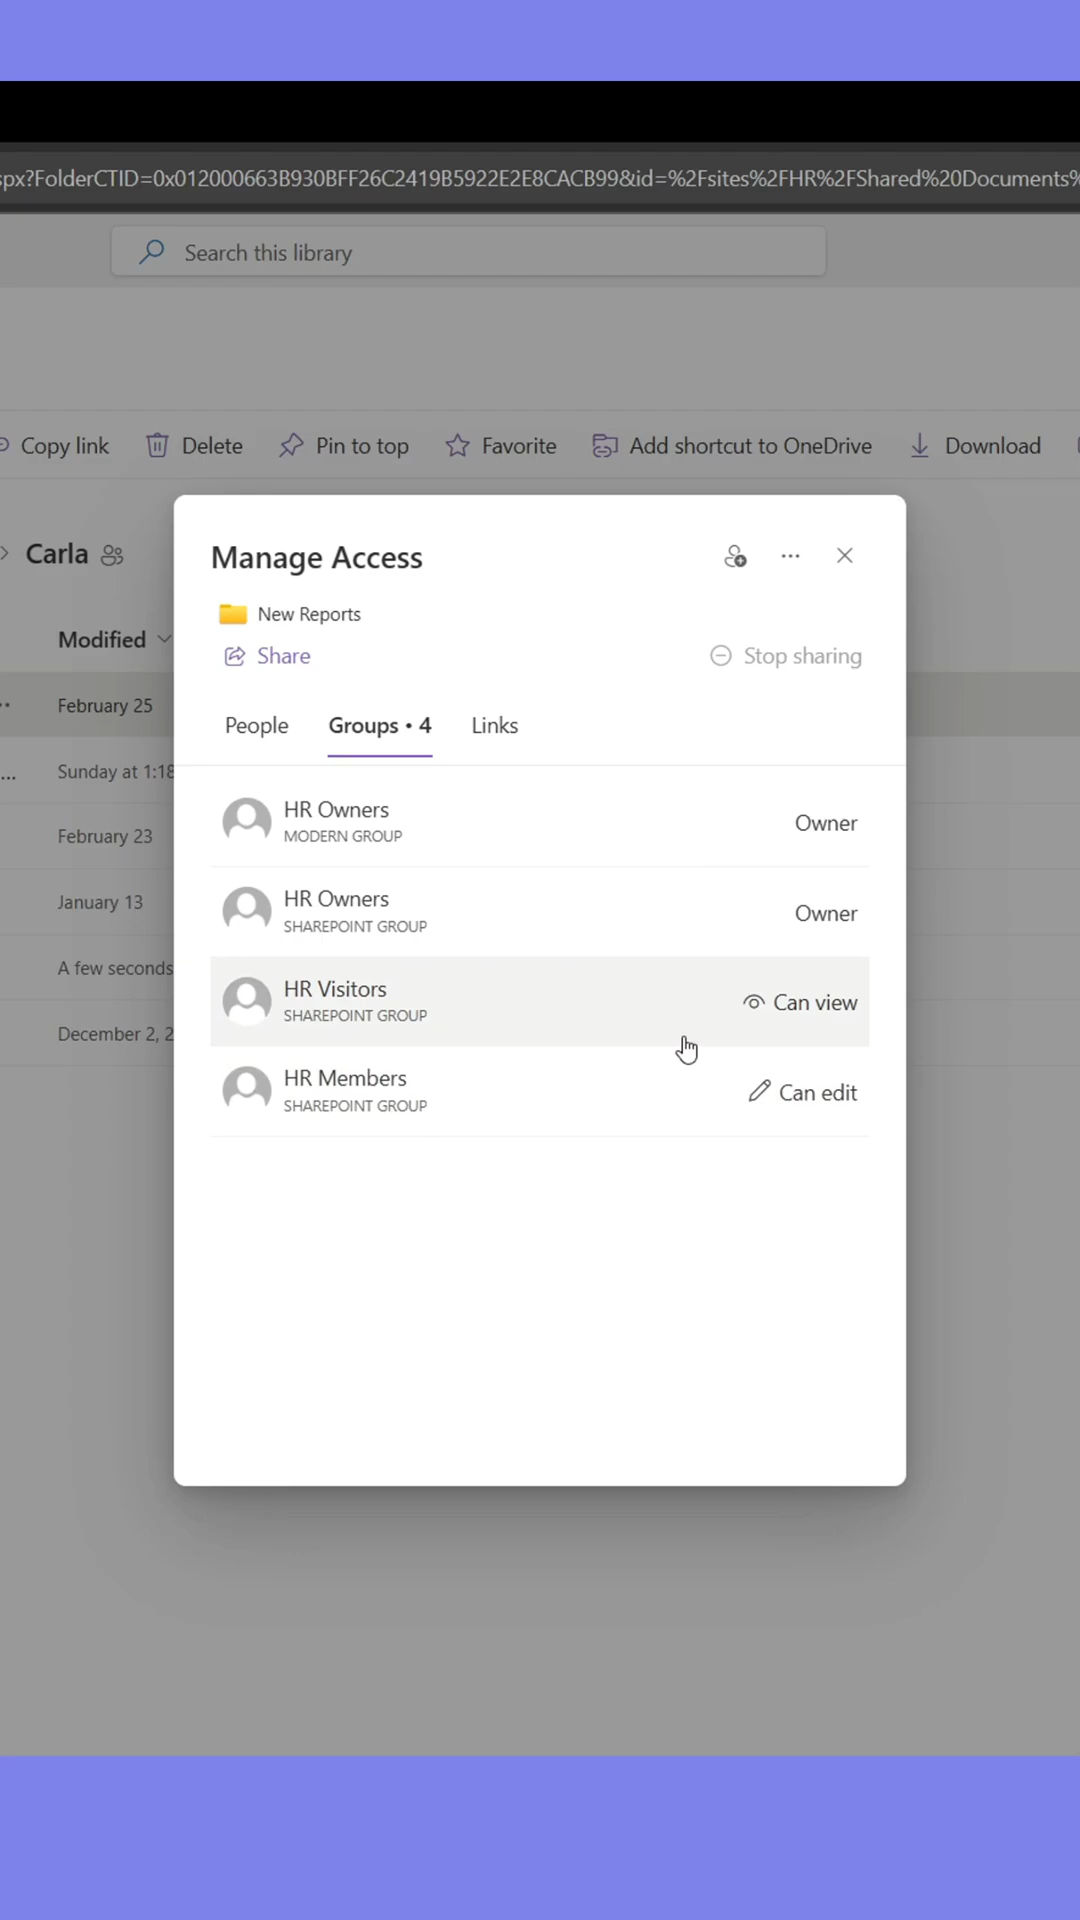 spx?FolderCTID=0x012000663B930BFF26C2419B5922E2E8CACB99&id=%2Fsites%2FHR%2FShared%20Documents%
Search this library
Copy link Delete Pin to top Favorite Add shortcut to OneDrive Download
Carla
Modified
February 25
Sunday at 1:18
February 23
January 13
A few seconds
December 2, 2
Manage Access
New Reports
Share Stop sharing
People Groups • 4 Links
HR Owners
MODERN GROUP
Owner
HR Owners
SHAREPOINT GROUP
Owner
HR Visitors
SHAREPOINT GROUP
Can view
HR Members
SHAREPOINT GROUP
Can edit